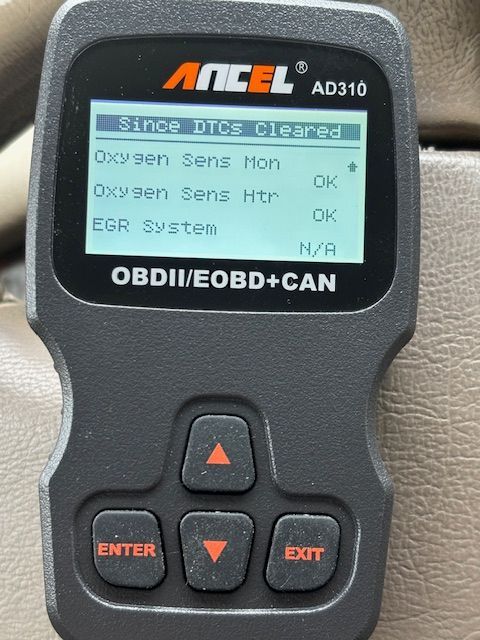 ANCEL®
AD310
Since DTCs Cleared
Oxygen Sens Mon
OK
Oxygen Sens Htr
OK
EGR System
N/A
OBDII/EOBD+CAN
ENTER
EXIT